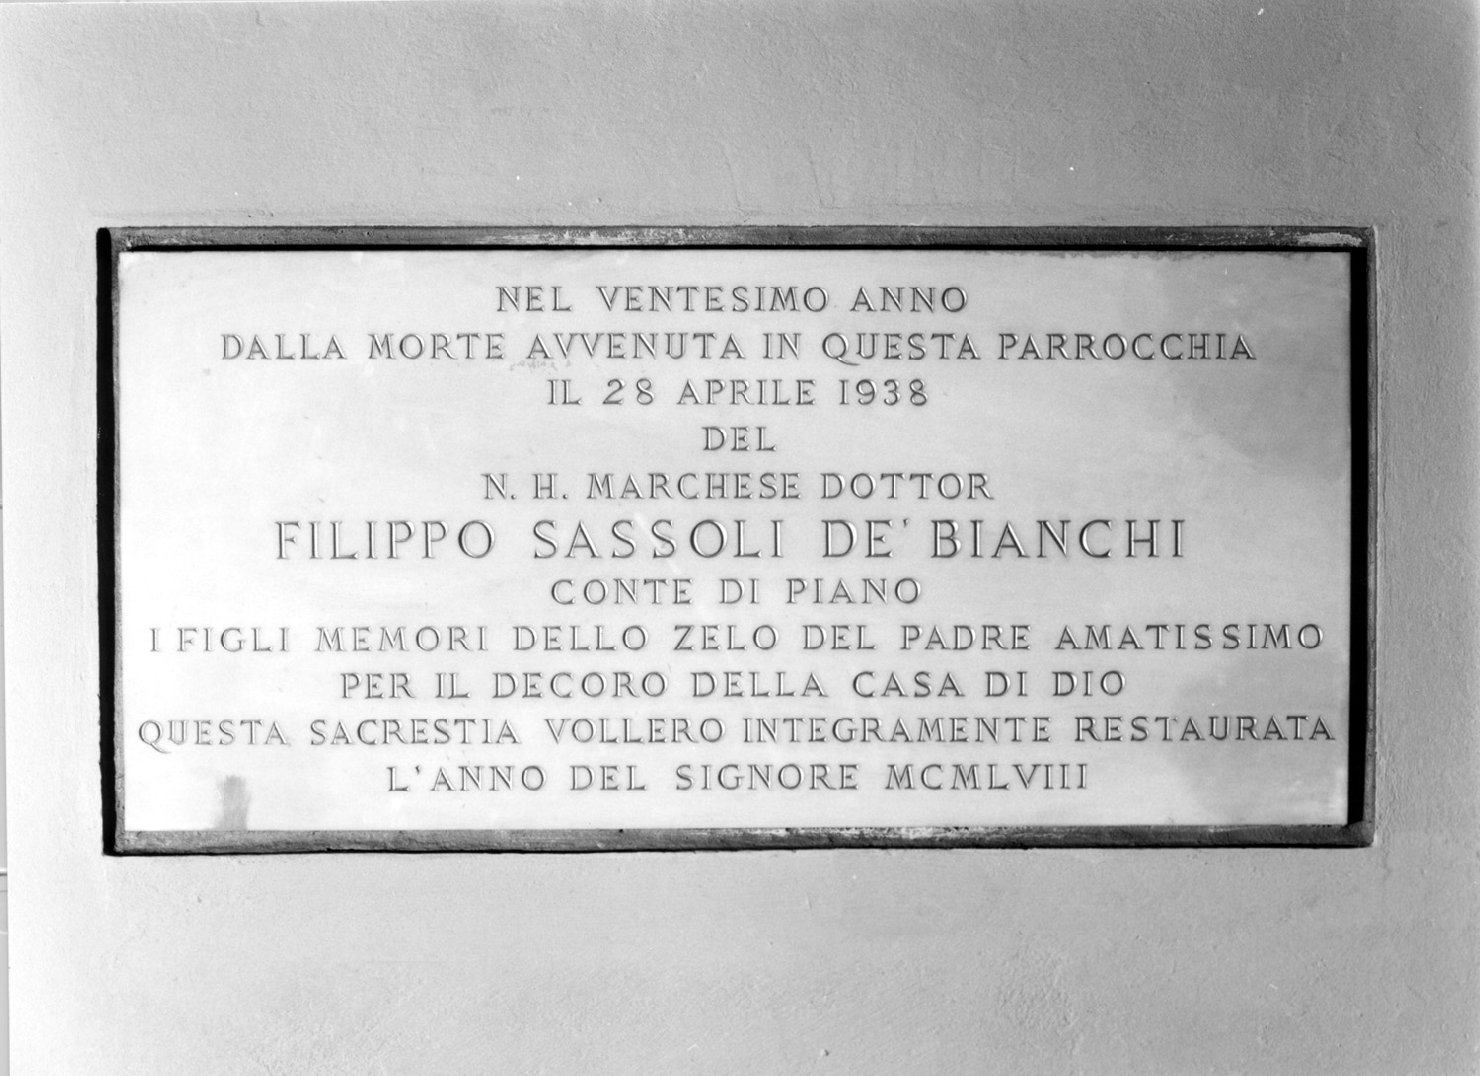 NEL VENTESIMO ANNO
DALLA MORTE AVVENUTA IN QUESTA PARROCCHIA
IL 28 APRILE 1938
DEL
N. H. MARCHESE DOTTOR
FILIPPO SASSOLI DE' BIANCHI
CONTE DI PIANO
I FIGLI MEMORI DELLO ZELO DEL PADRE AMATISSIMO
PER IL DECORO DELLA CASA DI DIO
QUESTA SACRESTIA VOLLERO INTEGRAMENTE RESTAURATA
L'ANNO DEL SIGNORE MCMLVIII